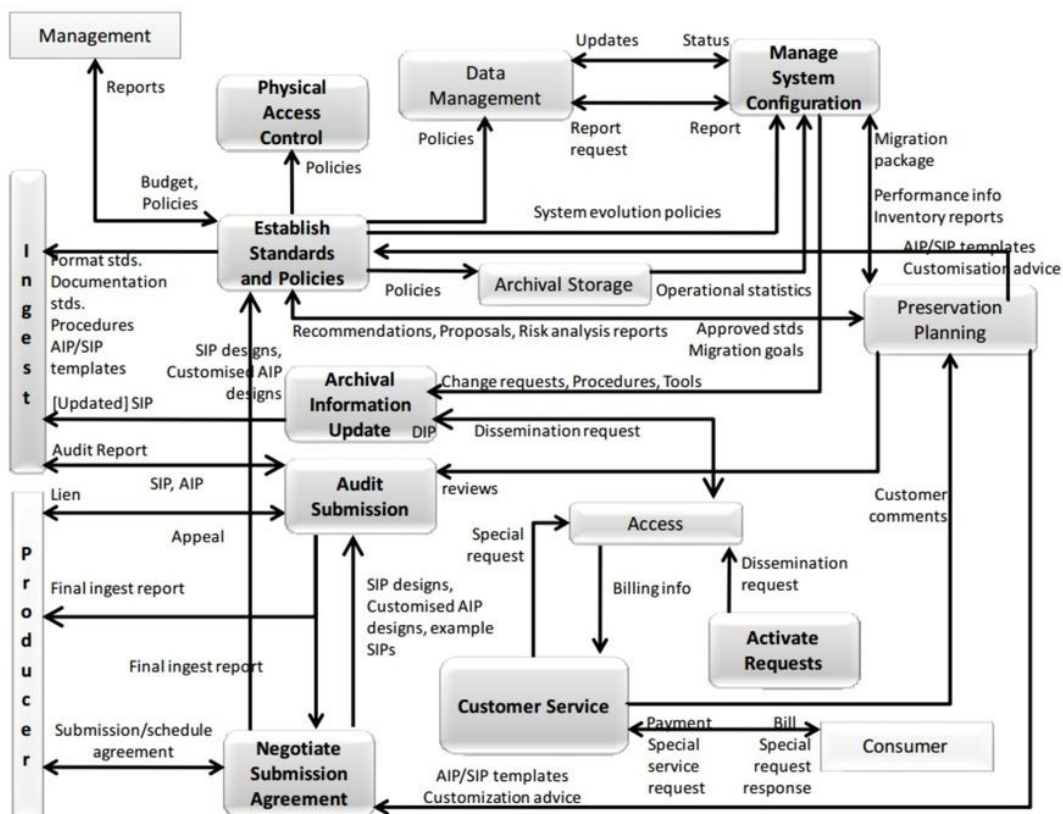 Management
Reports
Physical
Access
Control
Policies
Data
Management
Updates
Status
Report
request
Report
Manage
System
Configuration
Policies
Migration
package
Performance info
Inventory reports
Budget,
Policies
Establish
Standards
and Policies
System evolution policies
AIP/SIP templates
Customisation advice
Ingest
Format stds.
Documentation
stds.
Procedures
AIP/SIP
templates
Policies
Archival Storage
Operational statistics
Preservation
Planning
Recommendations, Proposals, Risk analysis reports
Approved stds
Migration goals
SIP designs,
Customised AIP
designs
Archival
Information
Update
Change requests, Procedures, Tools
[Updated] SIP
DIP
Dissemination request
Audit Report
SIP, AIP
Audit
Submission
reviews
Customer
comments
Producer
Lien
Appeal
Special
request
Access
Dissemination
request
Final ingest report
SIP designs,
Customised AIP
designs, example
SIPs
Billing info
Activate
Requests
Final ingest report
Customer Service
Submission/schedule
agreement
Negotiate
Submission
Agreement
Payment
Special
service
request
Bill
Special
request
response
Consumer
AIP/SIP templates
Customization advice